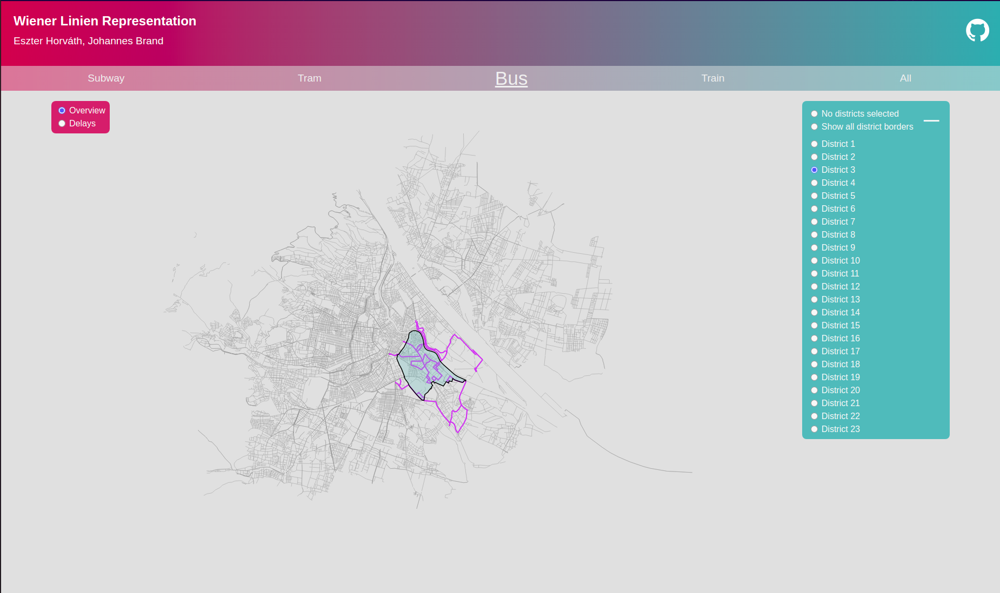 Wiener Linien Representation
Eszter Horváth, Johannes Brand
Subway Tram Bus Train All
Overview
Delays
No districts selected
Show all district borders
District 1
District 2
District 3
District 4
District 5
District 6
District 7
District 8
District 9
District 10
District 11
District 12
District 13
District 14
District 15
District 16
District 17
District 18
District 19
District 20
District 21
District 22
District 23